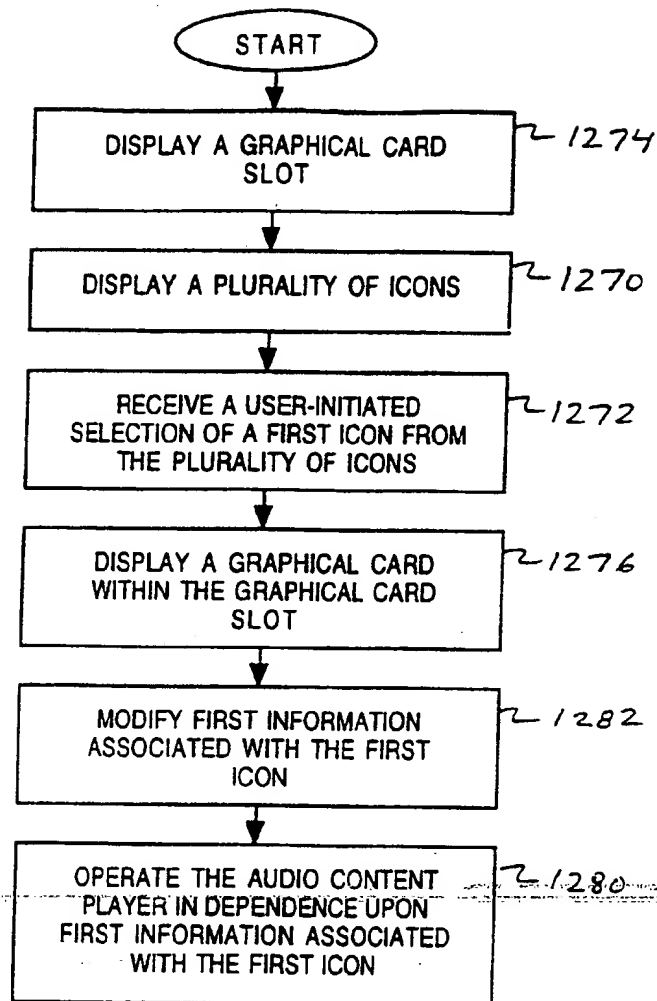 START
DISPLAY A GRAPHICAL CARD
SLOT
1274
DISPLAY A PLURALITY OF ICONS
1270
RECEIVE A USER-INITIATED
SELECTION OF A FIRST ICON FROM
THE PLURALITY OF ICONS
1272
DISPLAY A GRAPHICAL CARD
WITHIN THE GRAPHICAL CARD
SLOT
1276
MODIFY FIRST INFORMATION
ASSOCIATED WITH THE FIRST
ICON
1282
OPERATE THE AUDIO CONTENT
PLAYER IN DEPENDENCE UPON
FIRST INFORMATION ASSOCIATED
WITH THE FIRST ICON
1280